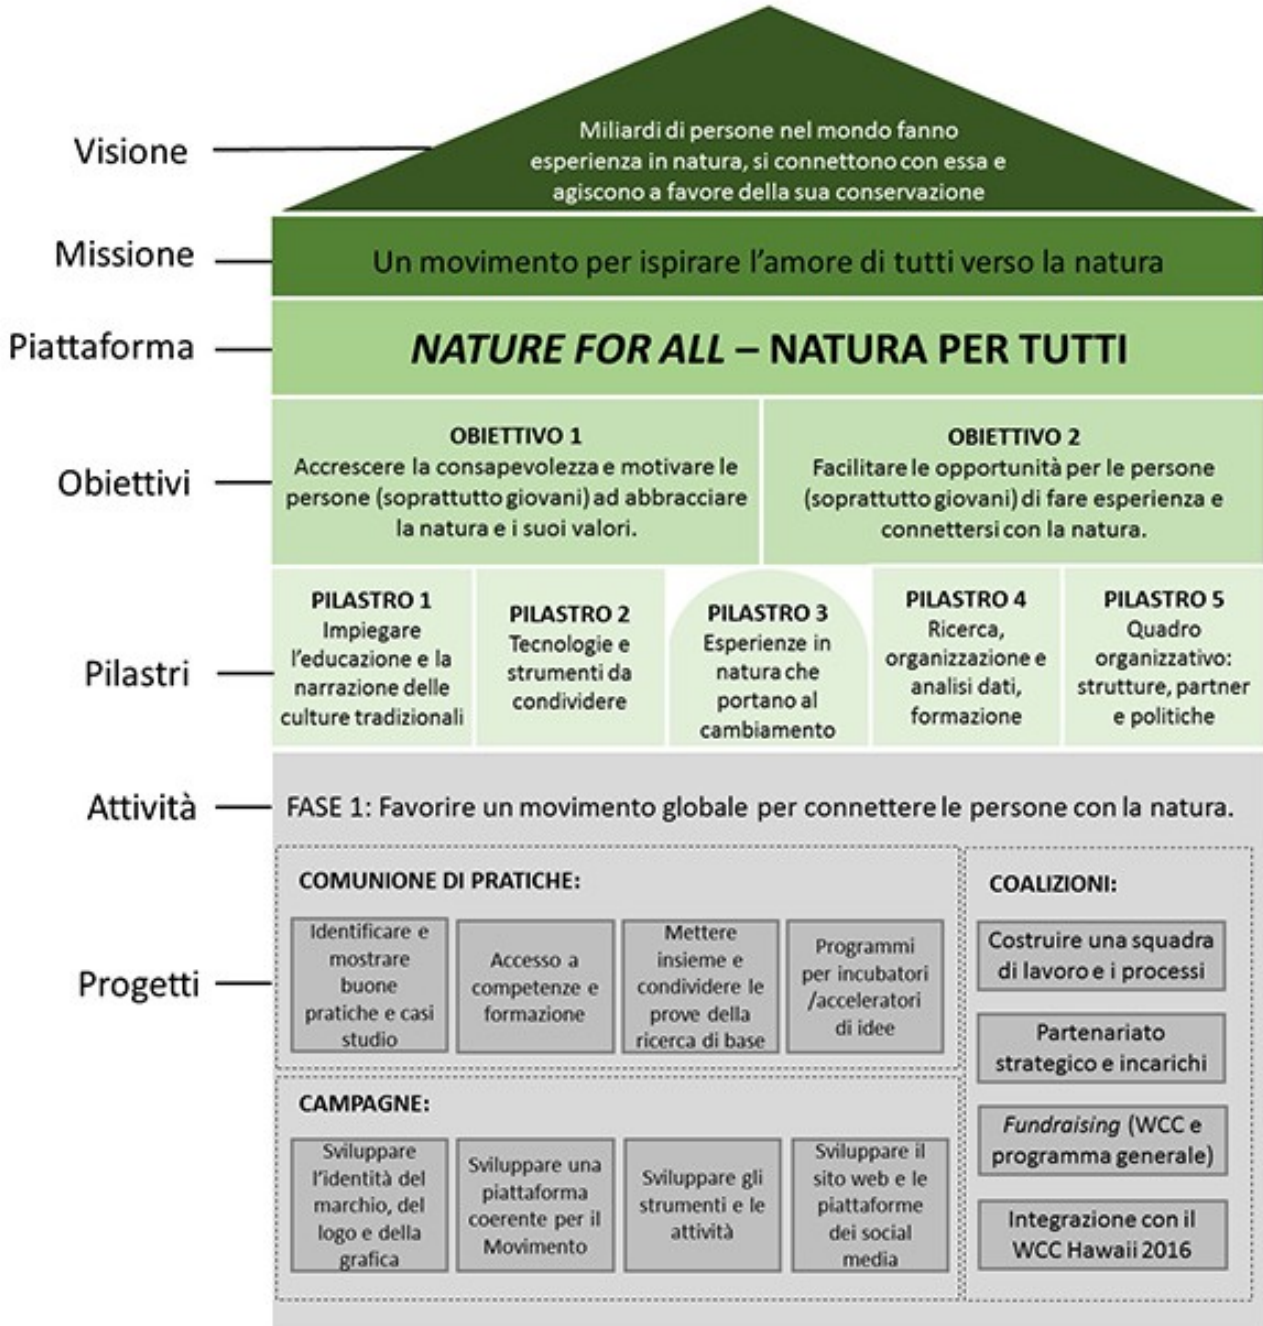 Visione
Miliardi di persone nel mondo fanno
esperienza in natura, si connettono con essa e
agiscono a favore della sua conservazione
Missione
Un movimento per ispirare l'amore di tutti verso la natura
Piattaforma
NATURE FOR ALL – NATURA PER TUTTI
Obiettivi
OBIETTIVO 1
Accrescere la consapevolezza e motivare le
persone (soprattutto giovani) ad abbracciare
la natura e i suoi valori.
OBIETTIVO 2
Facilitare le opportunità per le persone
(soprattutto giovani) di fare esperienza e
connettersi con la natura.
Pilastri
PILASTRO 1
Impiegare
l'educazione e la
narrazione delle
culture tradizionali
PILASTRO 2
Tecnologie e
strumenti da
condividere
PILASTRO 3
Esperienze in
natura che
portano al
cambiamento
PILASTRO 4
Ricerca,
organizzazione e
analisi dati,
formazione
PILASTRO 5
Quadro
organizzativo:
strutture, partner
e politiche
Attività
FASE 1: Favorire un movimento globale per connettere le persone con la natura.
Progetti
COMUNIONE DI PRATICHE:
Identificare e
mostrare
buone
pratiche e casi
studio
Accesso a
competenze e
formazione
Mettere
insieme e
condividere le
prove della
ricerca di base
Programmi
per incubatori
/acceleratori
di idee
CAMPAGNE:
Sviluppare
l'identità del
marchio, del
logo e della
grafica
Sviluppare una
piattaforma
coerente per il
Movimento
Sviluppare gli
strumenti e le
attività
Sviluppare il
sito web e le
piattaforme
dei social
media
COALIZIONI:
Costruire una squadra
di lavoro e i processi
Partenariato
strategico e incarichi
Fundraising (WCC e
programma generale)
Integrazione con il
WCC Hawaii 2016